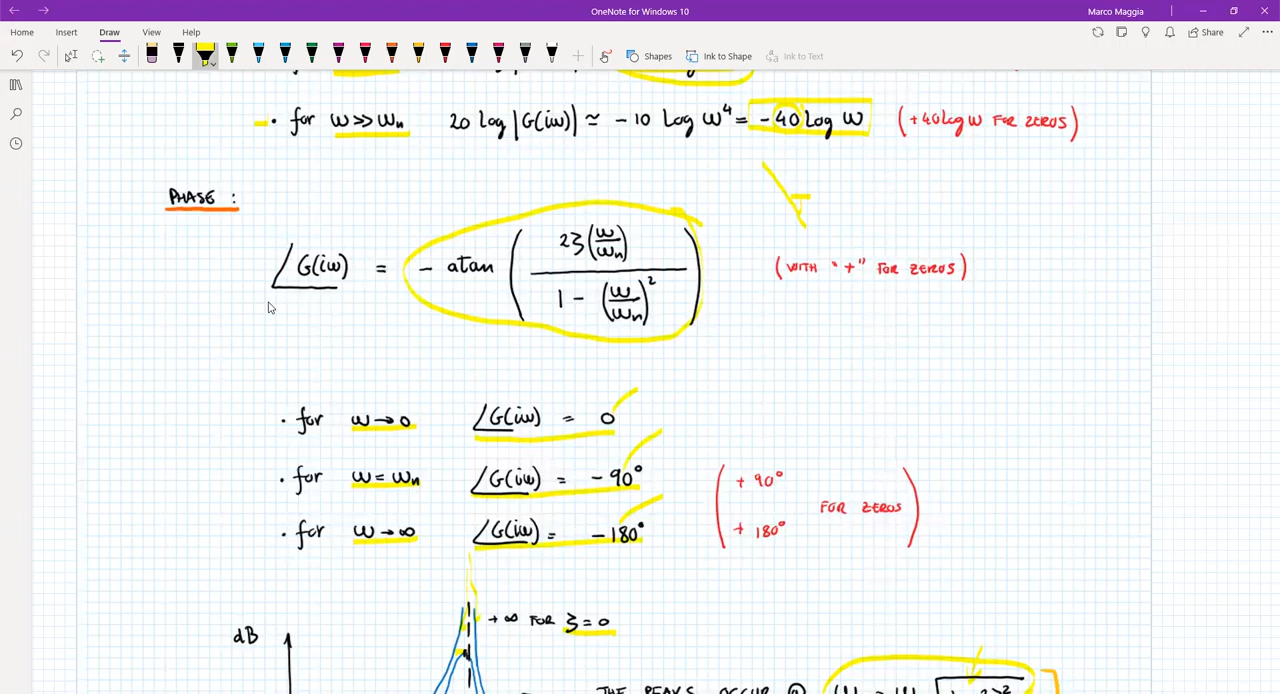 OneNote for Windows 10
Marco Maggia
Home Insert Draw View Help
Shapes Ink to Shape Ink to Text Share
· for ω >> ωn 20 log |G(iω)| ≃ - 10 log ω⁴ = - 40 log ω (+40 log ω FOR ZEROS)
PHASE :
∠G(iω) = - atan ( 2ξ(ω/ωn) / 1 - (ω/ωn)² ) (WITH "+" FOR ZEROS)
· for ω→0 ∠G(iω) = 0
· for ω = ωn ∠G(iω) = - 90°
· for ω→∞ ∠G(iω) = - 180°
( + 90°
+ 180° FOR ZEROS )
+ ∞ FOR ξ = 0
dB
THE PEAKS OCCUR @